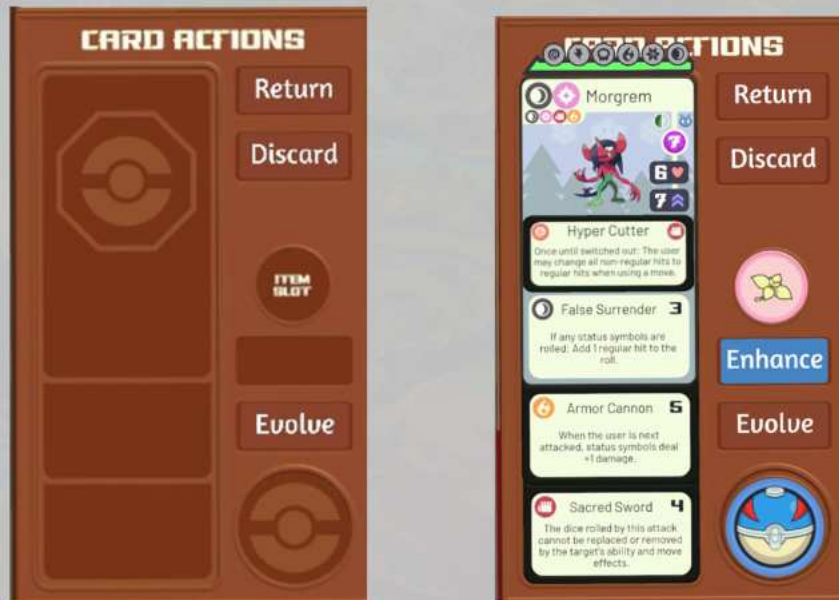 CARD ACTIONS
Return
Discard
ITEM
SLOT
Evolve
CARD ACTIONS
Return
Discard
Morgrem
7
6
7
Hyper Cutter
Once until switched out: The user
may change all non-regular hits to
regular hits when using a move.
False Surrender 3
If any status symbols are
rolled: Add 1 regular hit to the
roll.
Enhance
Armor Cannon 5
When the user is next
attacked, status symbols deal
+1 damage.
Evolve
Sacred Sword 4
The dice rolled by this attack
cannot be replaced or removed
by the target's ability and move
effects.